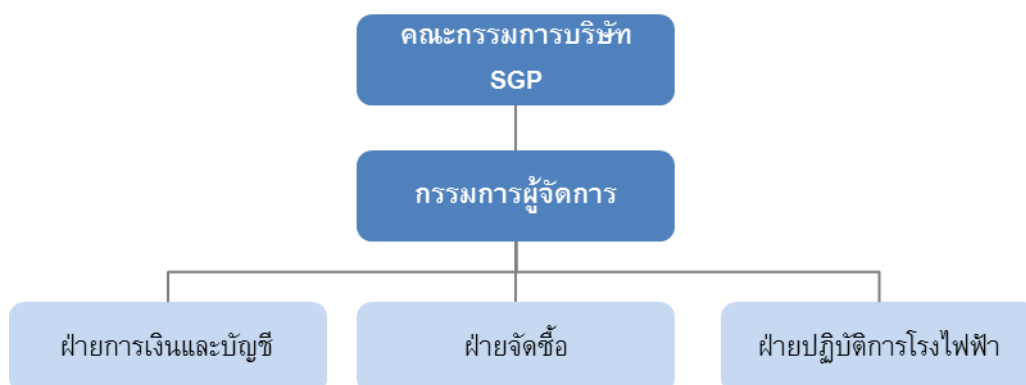 คณะกรรมการบริษัท
SGP
กรรมการผู้จัดการ
ฝ่ายการเงินและบัญชี
ฝ่ายจัดซื้อ
ฝ่ายปฏิบัติการโรงไฟฟ้า